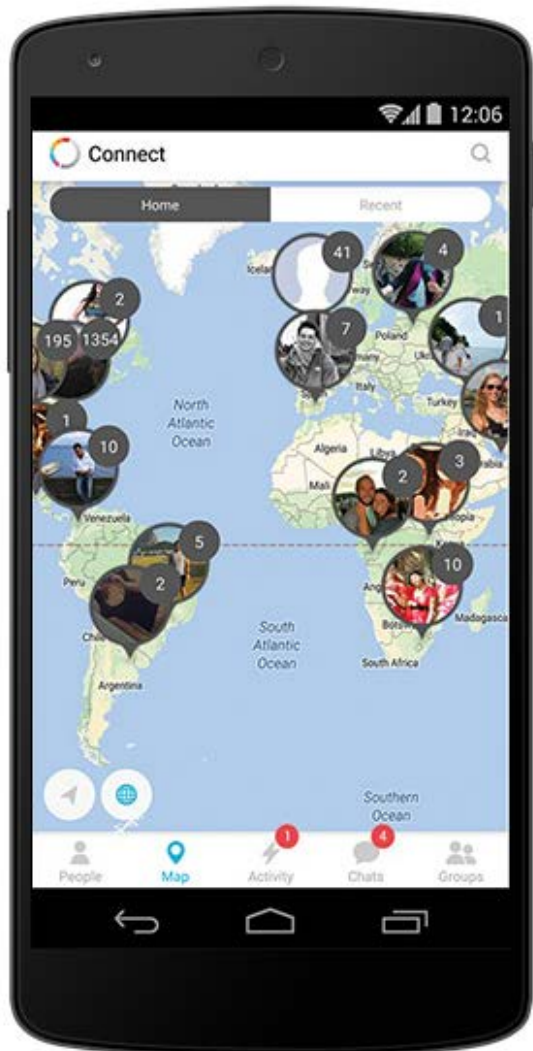 12:06
Connect
Home
Recent
41
4
2
Poland
7
1
195
1354
Italy
Turkey
North
Atlantic
Ocean
1
10
Algeria
Mali
2
3
Venezuela
5
Peru
2
10
Madagasca
South
Atlantic
Ocean
South Africa
Argentina
Southern
Ocean
1
4
People
Map
Activity
Chats
Groups